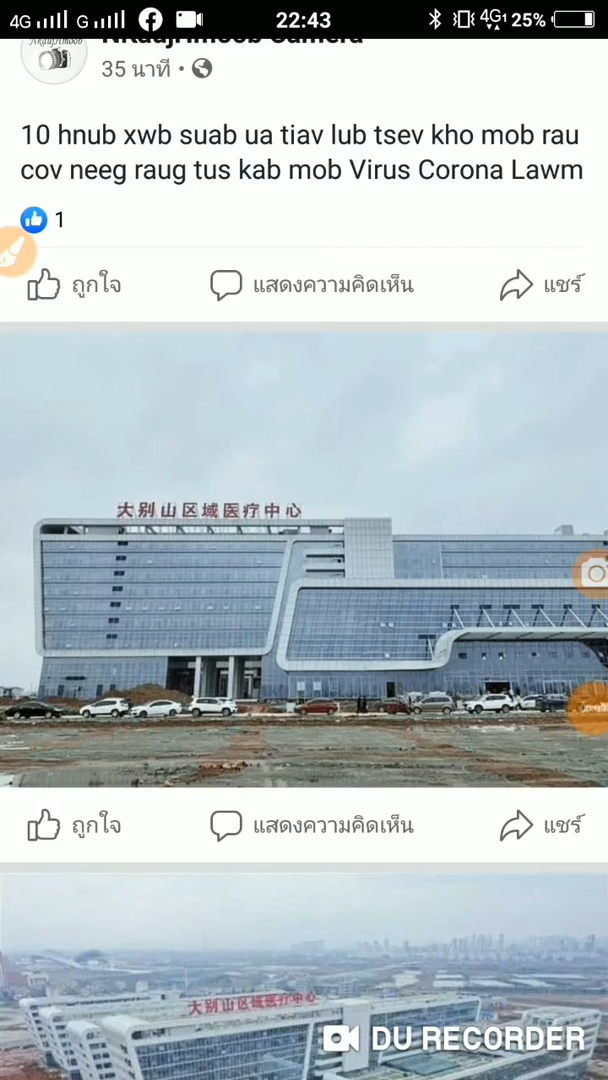 4G G 22:43 4G 1 25%
NKaujHmoob Camera
35 นาที
10 hnub xwb suab ua tiav lub tsev kho mob rau
cov neeg raug tus kab mob Virus Corona Lawm
1
ถูกใจ แสดงความคิดเห็น แชร์
大别山区域医疗中心
ถูกใจ แสดงความคิดเห็น แชร์
大别山区域医疗中心
DU RECORDER